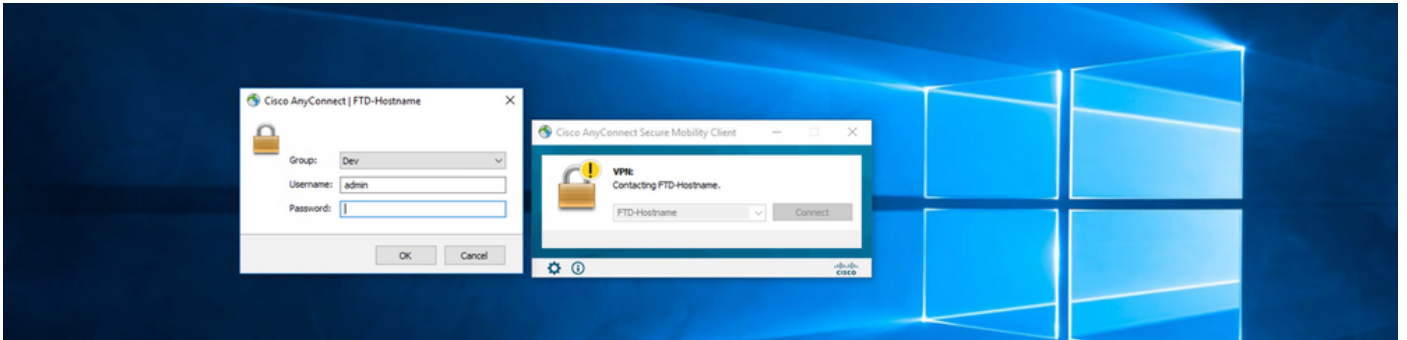 Cisco AnyConnect | FTD-Hostname
Group: Dev
Username: admin
Password:
OK Cancel
Cisco AnyConnect Secure Mobility Client
VPN:
Contacting FTD-Hostname.
FTD-Hostname Connect
cisco